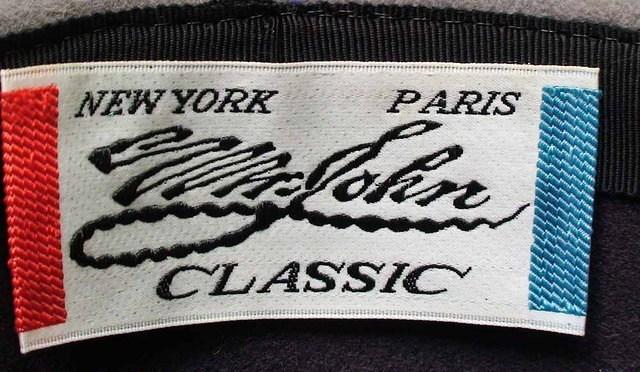 NEW YORK PARIS
Mr. John
CLASSIC